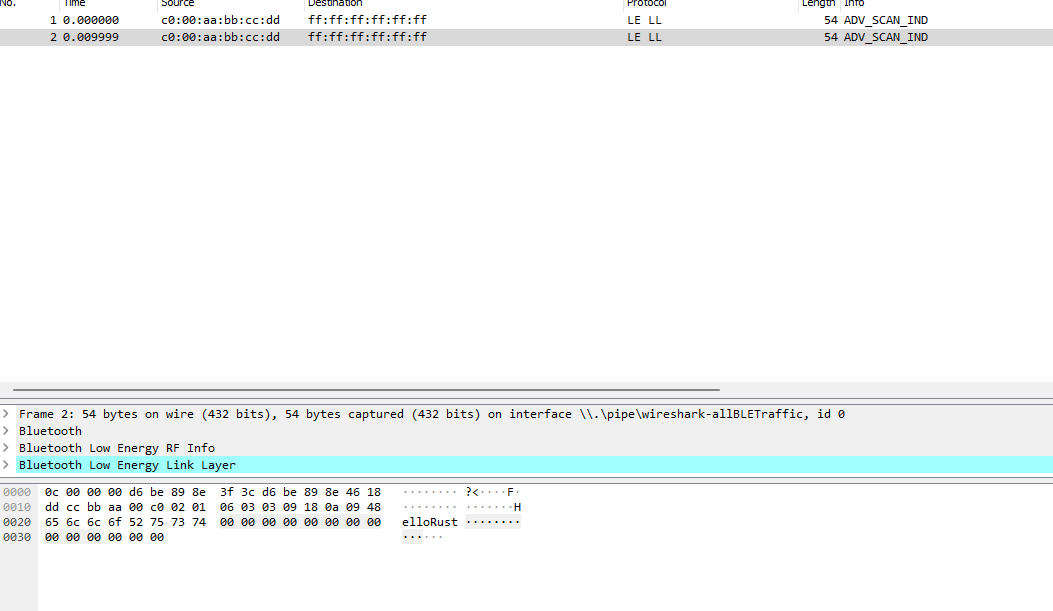 No. Time Source Destination Protocol Length Info
1 0.000000 c0:00:aa:bb:cc:dd ff:ff:ff:ff:ff:ff LE LL 54 ADV_SCAN_IND
2 0.009999 c0:00:aa:bb:cc:dd ff:ff:ff:ff:ff:ff LE LL 54 ADV_SCAN_IND
> Frame 2: 54 bytes on wire (432 bits), 54 bytes captured (432 bits) on interface \\.\pipe\wireshark-allBLETraffic, id 0
> Bluetooth
> Bluetooth Low Energy RF Info
> Bluetooth Low Energy Link Layer
0000 0c 00 00 00 d6 be 89 8e 3f 3c d6 be 89 8e 46 18 ········ ?<····F·
0010 dd cc bb aa 00 c0 02 01 06 03 03 09 18 0a 09 48 ········ ·······H
0020 65 6c 6c 6f 52 75 73 74 00 00 00 00 00 00 00 00 elloRust ········
0030 00 00 00 00 00 00 ······